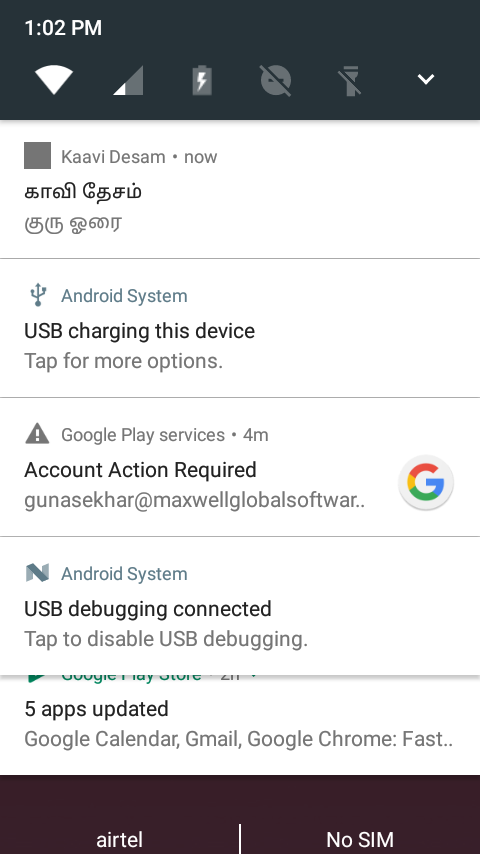 1:02 PM
Kaavi Desam • now
காவி தேசம்
குரு ஓரை
Android System
USB charging this device
Tap for more options.
Google Play services • 4m
Account Action Required
gunasekhar@maxwellglobalsoftwar..
Android System
USB debugging connected
Tap to disable USB debugging.
Google Play Store • 2h
5 apps updated
Google Calendar, Gmail, Google Chrome: Fast..
airtel
No SIM